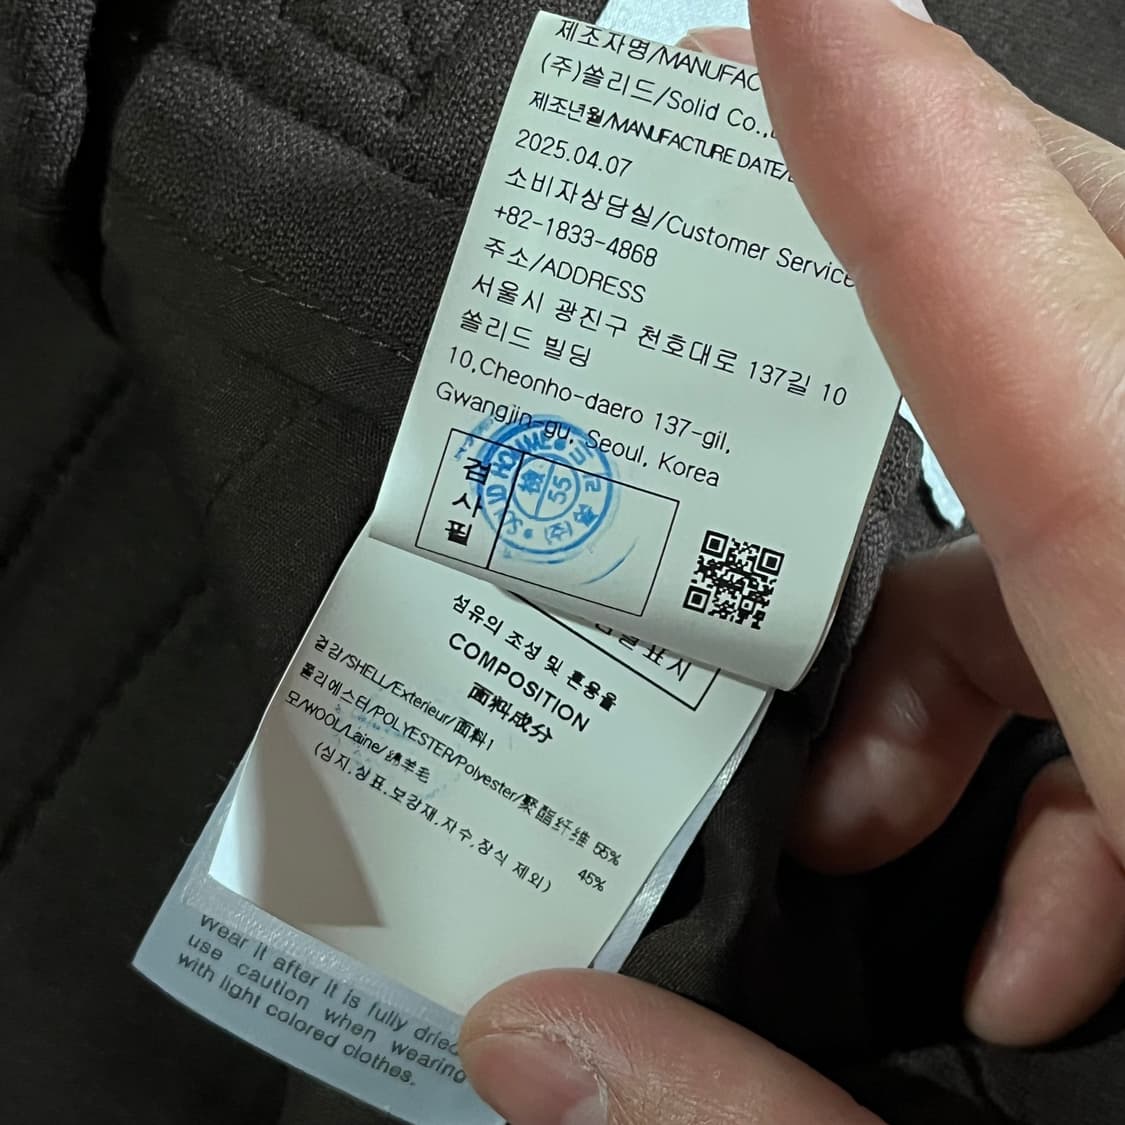 제조자명/MANUFAC
(주)쏠리드/Solid Co.,
제조년월/MANUFACTURE DATE/
2025.04.07
소비자상담실/Customer Service
+82-1833-4868
주소/ADDRESS
서울시 광진구 천호대로 137길 10
쏠리드 빌딩
10,Cheonho-daero 137-gil,
Gwangjin-gu, Seoul, Korea
검사필
55
표시
섬유의 조성 및 혼용율
COMPOSITION
面料成分
겉감/SHELL/Exterieur/面料1
폴리에스터/POLYESTER/Polyester/聚酯纤维 55%
모/WOOL/Laine/绵羊毛 45%
(심지,상표,보강재,자수,장식 제외)
Wear it after it is fully dried
use caution when wearing
with light colored clothes.